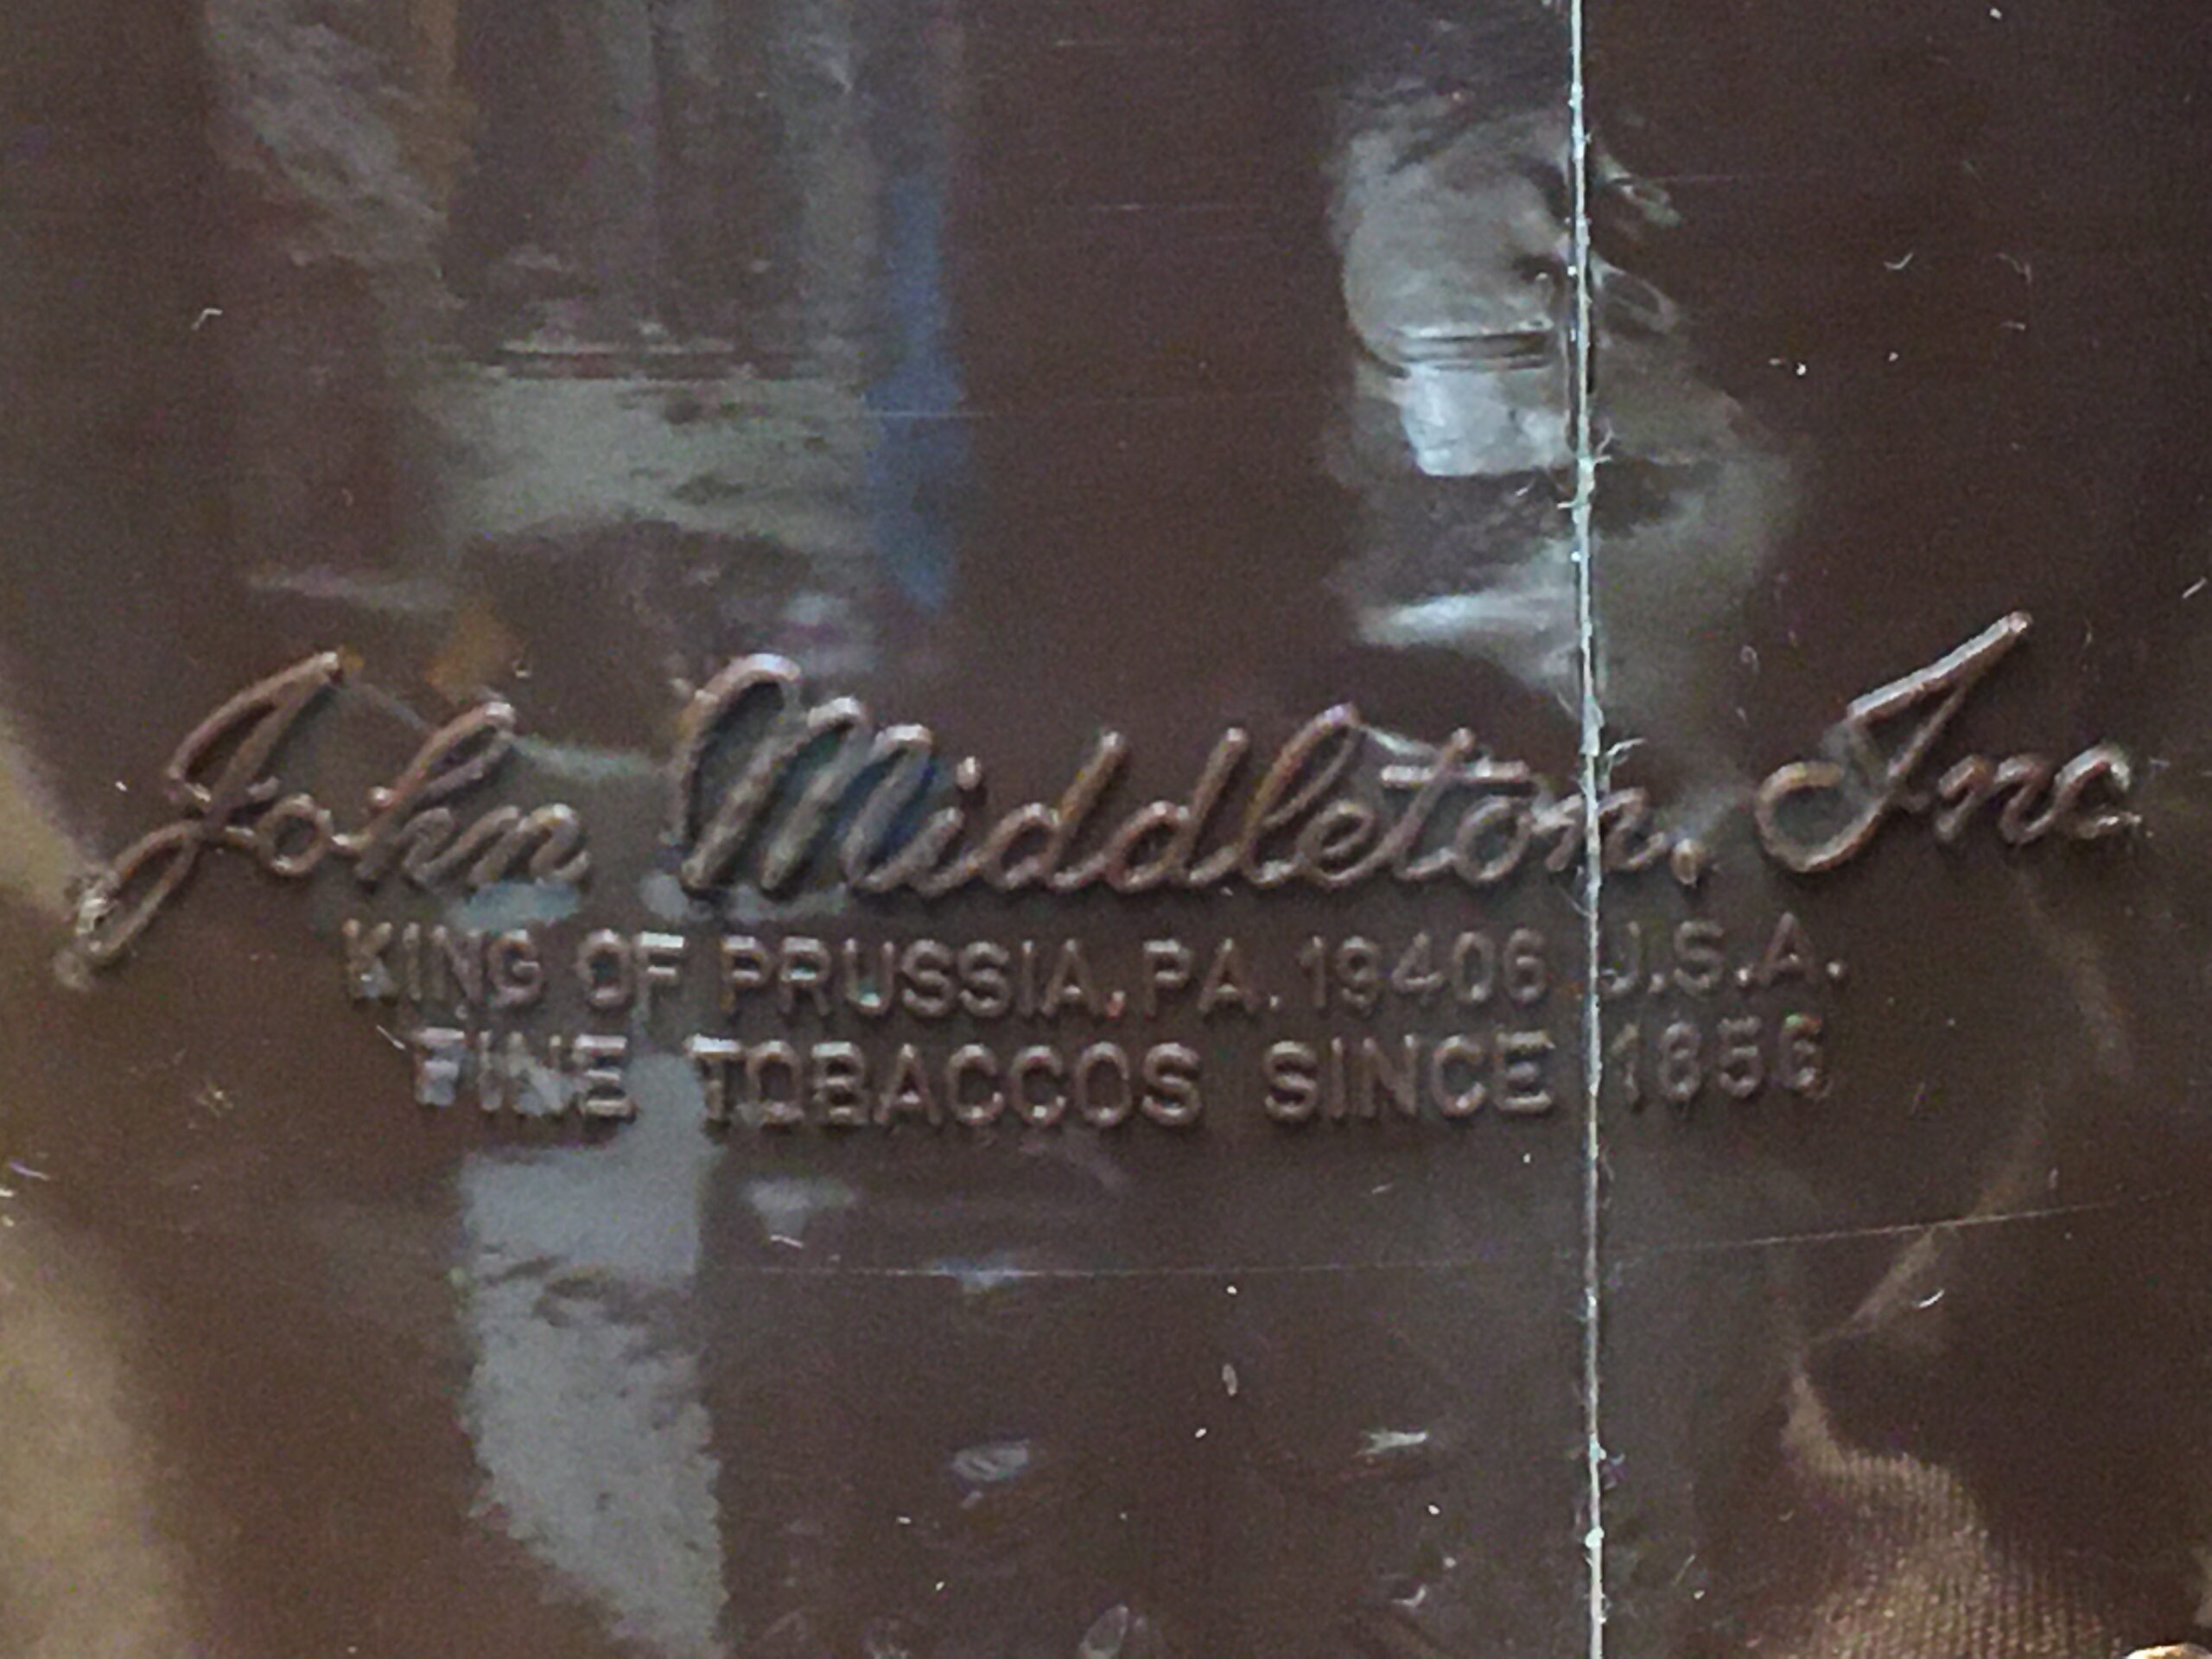 John Middleton, Inc
KING OF PRUSSIA, PA. 19406 U.S.A.
FINE TOBACCOS SINCE 1856